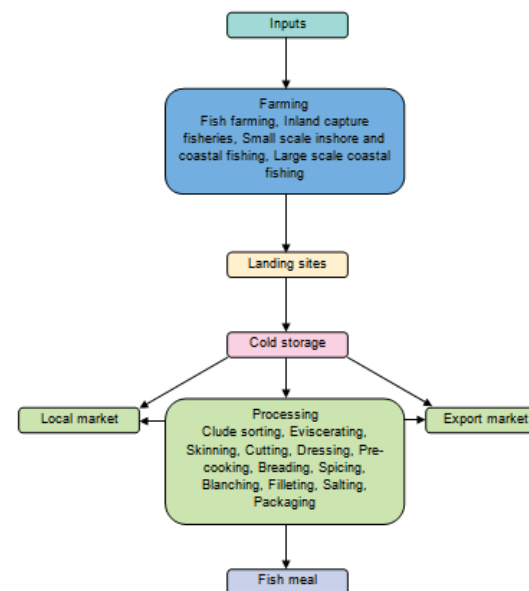 Inputs
Farming
Fish farming, Inland capture
fisheries, Small scale inshore and
coastal fishing, Large scale coastal
fishing
Landing sites
Cold storage
Local market
Processing
Clude sorting, Eviscerating,
Skinning, Cutting, Dressing, Pre-
cooking, Breading, Spicing,
Blanching, Filleting, Salting,
Packaging
Export market
Fish meal